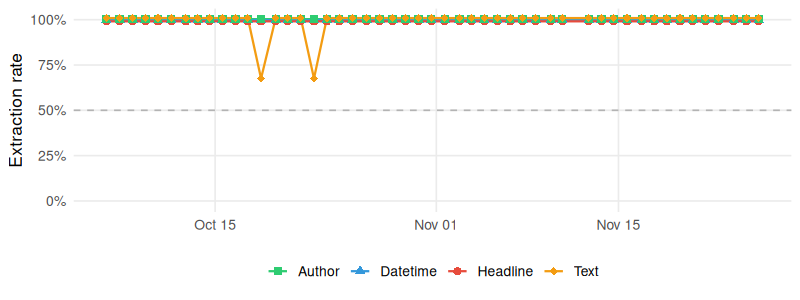 Extraction rate
100%
75%
50%
25%
0%
Oct 15 Nov 01 Nov 15
Author Datetime Headline Text